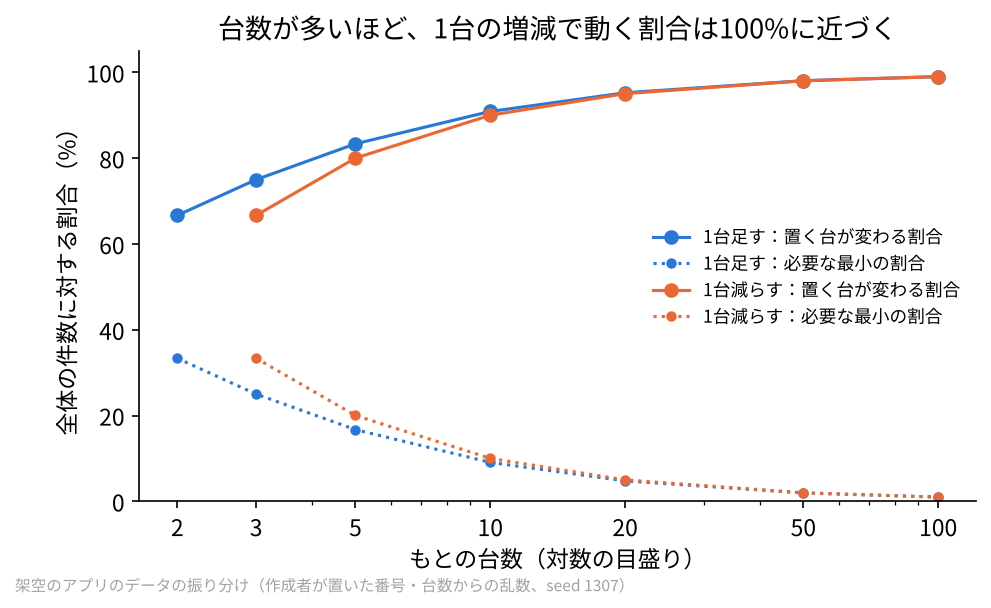 台数が多いほど、1台の増減で動く割合は100%に近づく
全体の件数に対する割合（%）
100
80
60
40
20
0
1台足す：置く台が変わる割合
1台足す：必要な最小の割合
1台減らす：置く台が変わる割合
1台減らす：必要な最小の割合
2 3 5 10 20 50 100
もとの台数（対数の目盛り）
架空のアプリのデータの振り分け（作成者が置いた番号・台数からの乱数、seed 1307）